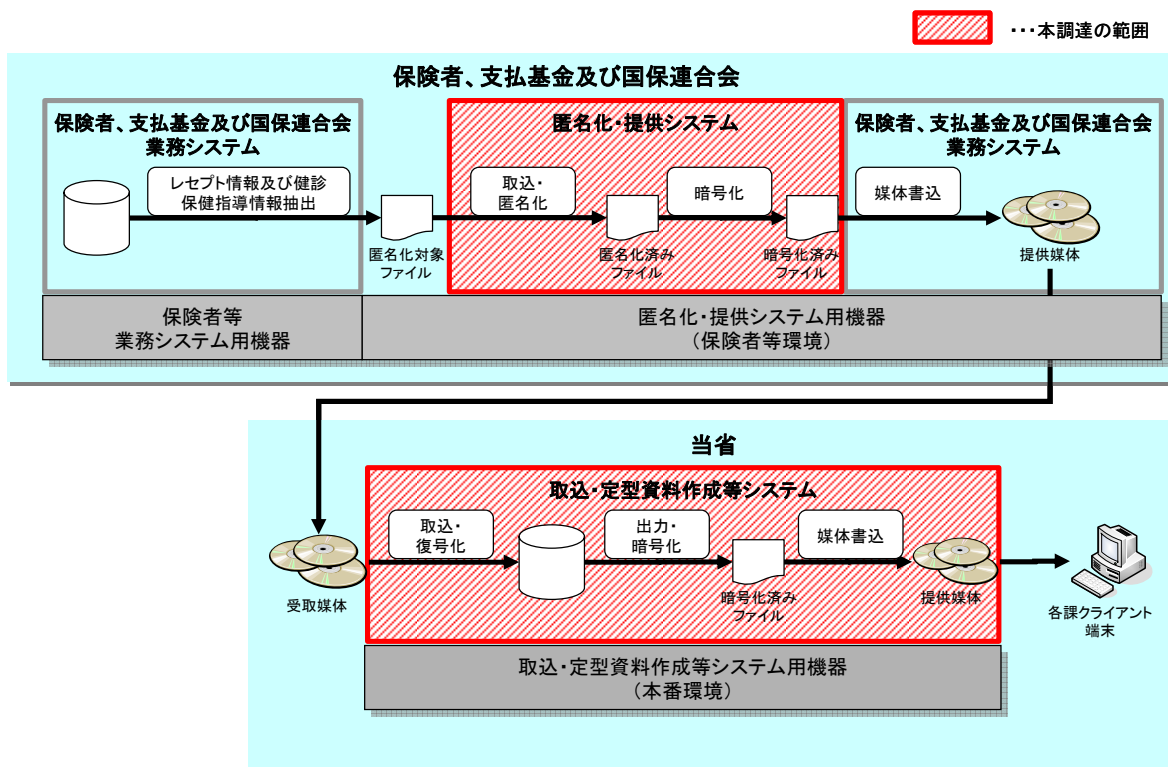 ･･･本調達の範囲
保険者、支払基金及び国保連合会
保険者、支払基金及び国保連合会
業務システム
レセプト情報及び健診
保健指導情報抽出
匿名化対象
ファイル
匿名化・提供システム
取込・
匿名化
匿名化済み
ファイル
暗号化
暗号化済み
ファイル
保険者、支払基金及び国保連合会
業務システム
媒体書込
提供媒体
保険者等
業務システム用機器
匿名化・提供システム用機器
（保険者等環境）
当省
取込・定型資料作成等システム
受取媒体
取込・
復号化
出力・
暗号化
暗号化済み
ファイル
媒体書込
提供媒体
各課クライアント
端末
取込・定型資料作成等システム用機器
（本番環境）